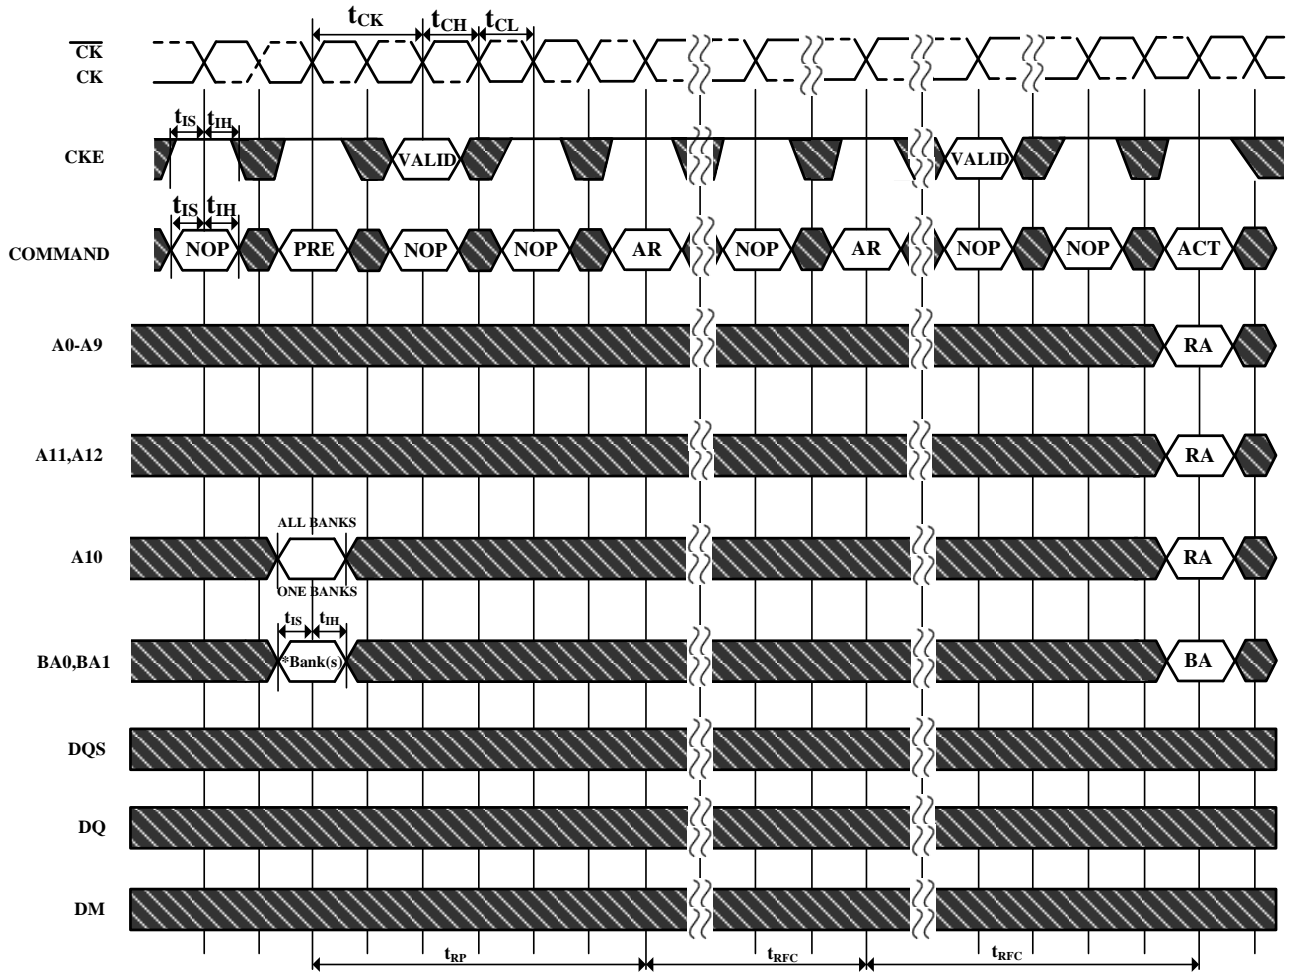 tCK tCH tCL
CK
CK
tIS tIH
CKE VALID VALID
tIS tIH
COMMAND NOP PRE NOP NOP AR NOP AR NOP NOP ACT
A0-A9 RA
A11,A12 RA
ALL BANKS
A10 RA
ONE BANKS
tIS tIH
BA0,BA1 *Bank(s) BA
DQS
DQ
DM
tRP tRFC tRFC